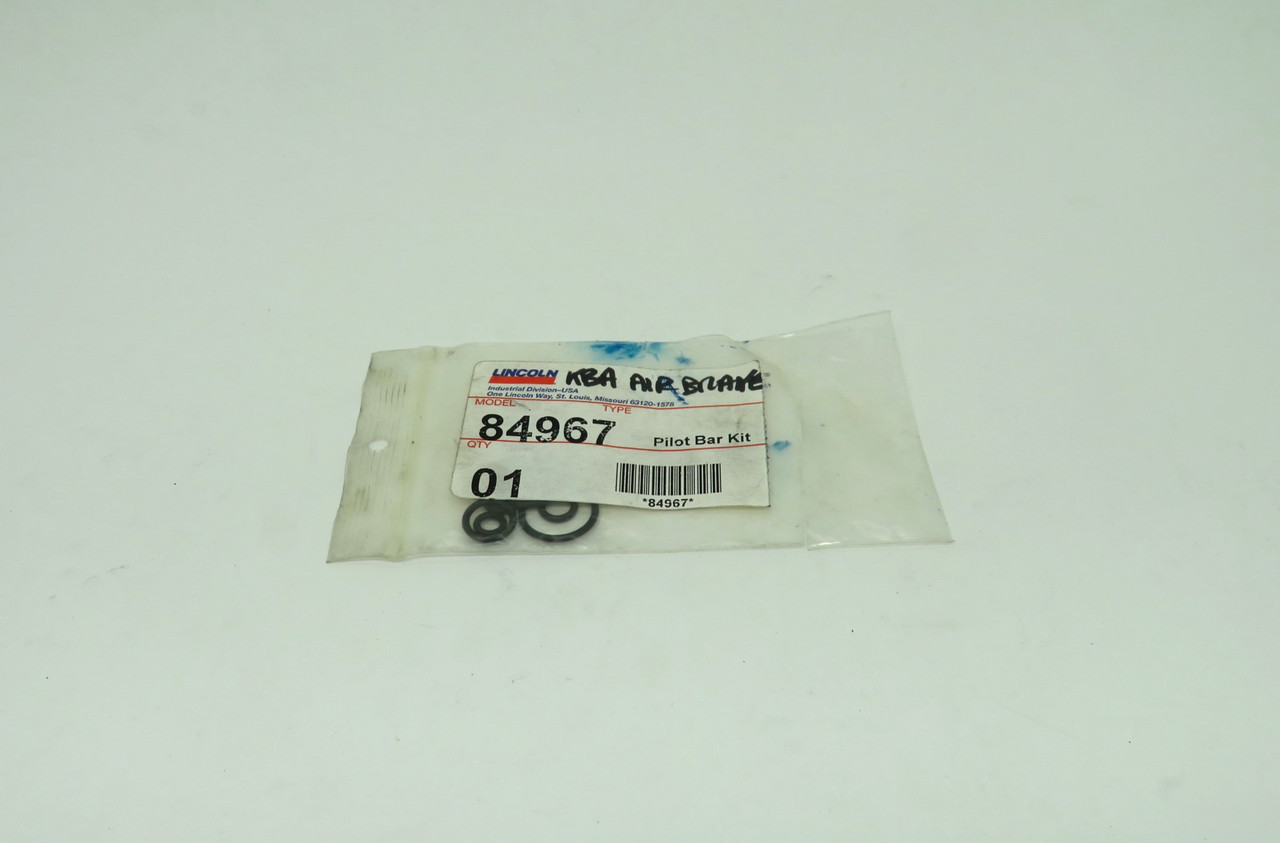 LINCOLN KBA AIR BRAKE
Industrial Division–USA
One Lincoln Way, St. Louis, Missouri 63120-1578
MODEL TYPE
84967 Pilot Bar Kit
QTY
01
*84967*